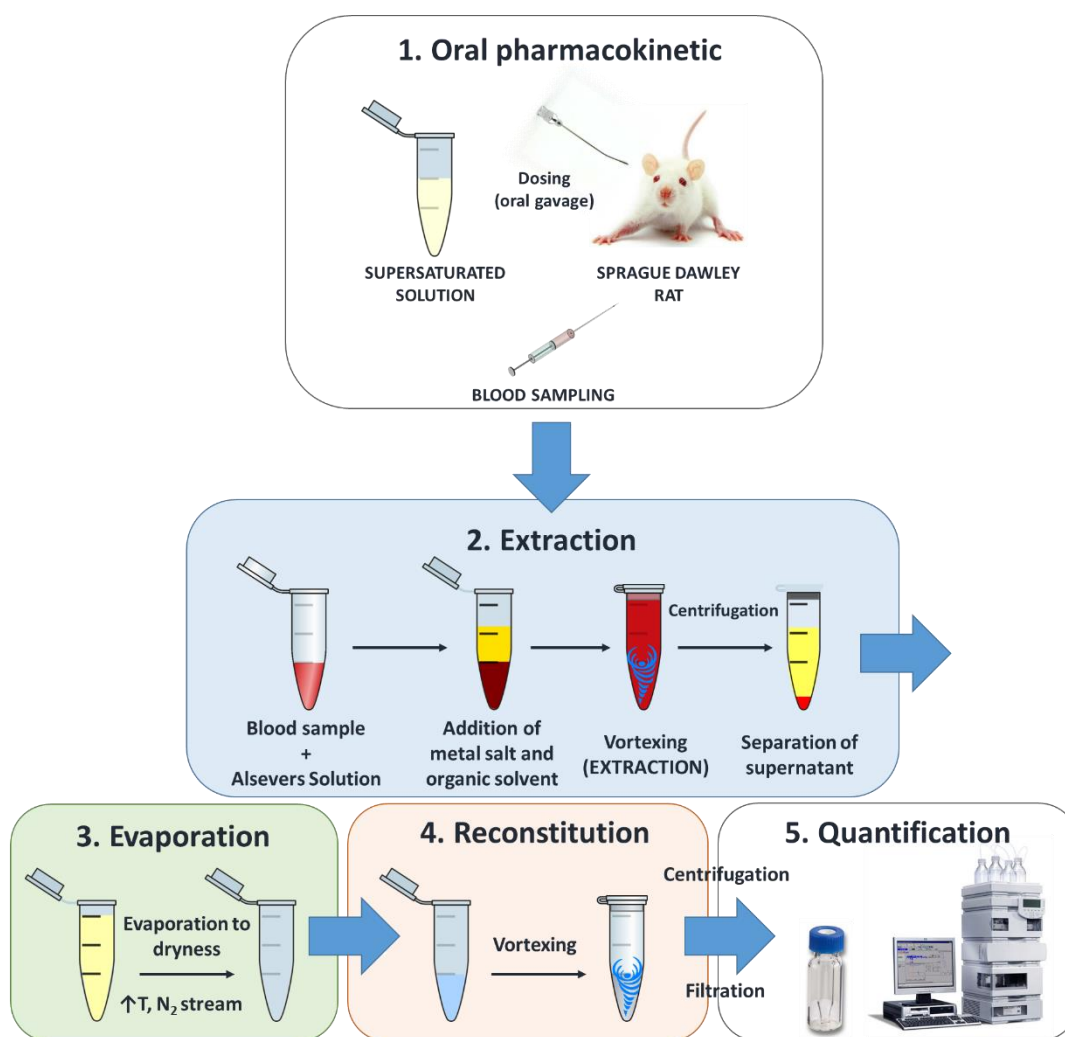 1. Oral pharmacokinetic
Dosing
(oral gavage)
SUPERSATURATED
SOLUTION
SPRAGUE DAWLEY
RAT
BLOOD SAMPLING
2. Extraction
Centrifugation
Blood sample
+
Alsevers Solution
Addition of
metal salt and
organic solvent
Vortexing
(EXTRACTION)
Separation of
supernatant
3. Evaporation
Evaporation to
dryness
↑T, N₂ stream
4. Reconstitution
Vortexing
Centrifugation
Filtration
5. Quantification